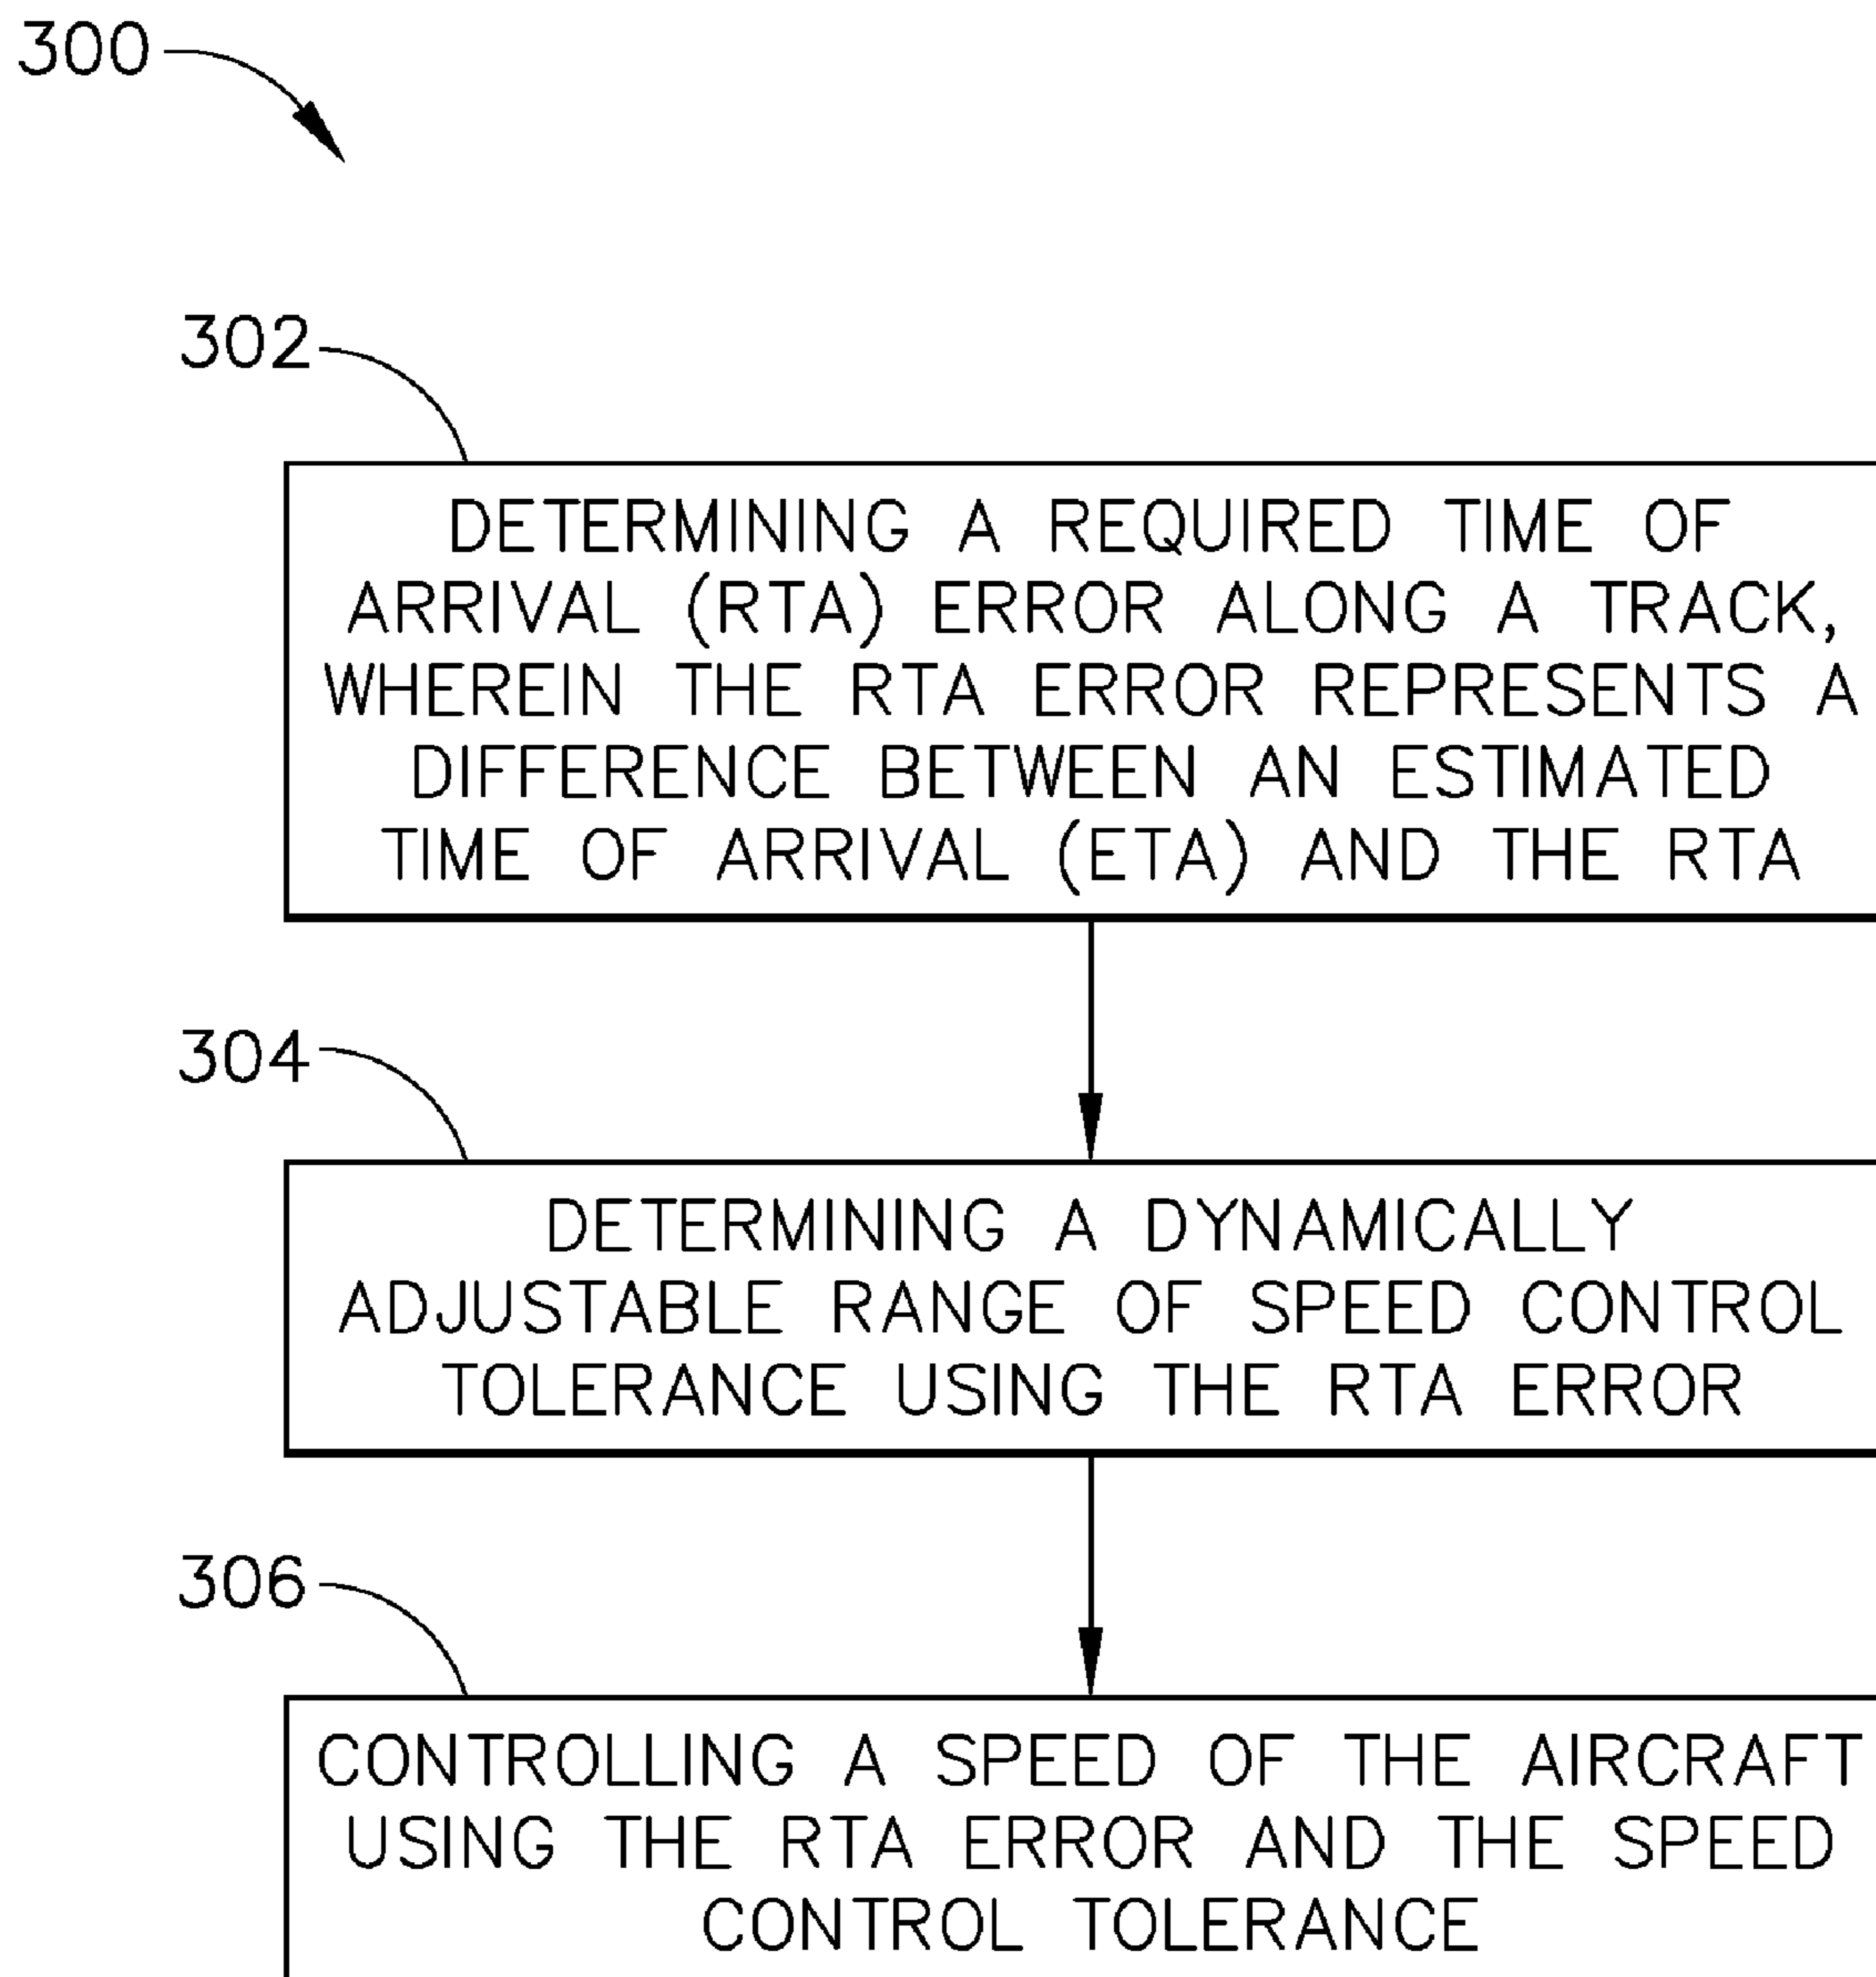 300
302
DETERMINING A REQUIRED TIME OF
ARRIVAL (RTA) ERROR ALONG A TRACK,
WHEREIN THE RTA ERROR REPRESENTS A
DIFFERENCE BETWEEN AN ESTIMATED
TIME OF ARRIVAL (ETA) AND THE RTA
304
DETERMINING A DYNAMICALLY
ADJUSTABLE RANGE OF SPEED CONTROL
TOLERANCE USING THE RTA ERROR
306
CONTROLLING A SPEED OF THE AIRCRAFT
USING THE RTA ERROR AND THE SPEED
CONTROL TOLERANCE